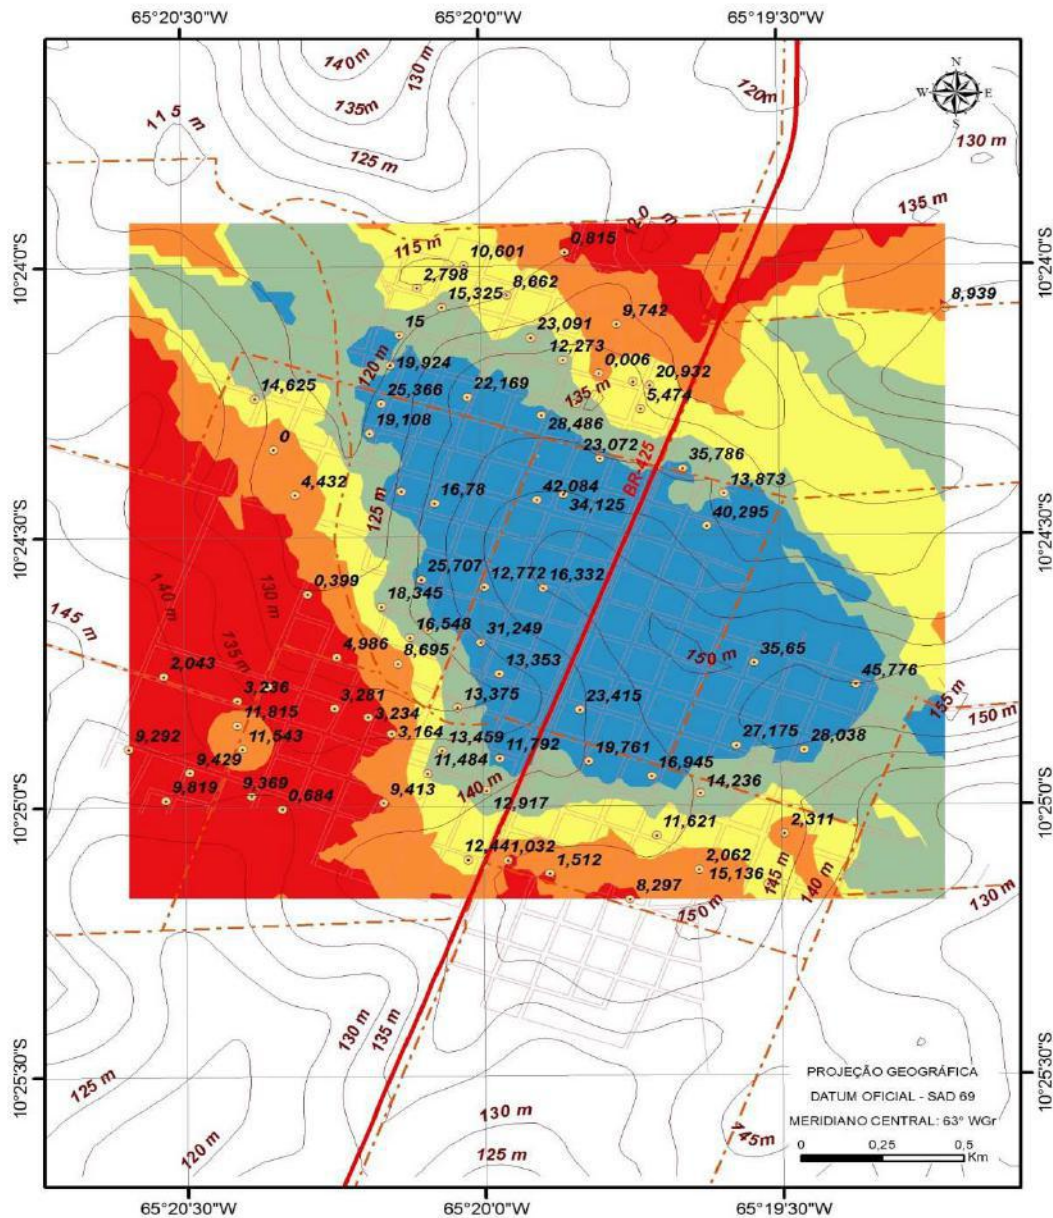 65°20'30"W 65°20'0"W 65°19'30"W
140m
130 m
135m
120m
N
W E
S
115 m
125 m
130 m
135 m
10°24'0"S 10°24'0"S
115 m
10,601
0,815
120 m
2,798
15,325
8,662
9,742
8,939
15
23,091
12,273
0,006
20,932
120 m
19,924
25,366
22,169
135 m
5,474
14,625
19,108
28,486
23,072
0
BR-425
35,786
13,873
4,432
16,78
42,084
34,125
40,295
125 m
10°24'30"S 10°24'30"S
140 m
130 m
0,399
25,707
12,772
16,332
18,345
145 m
135 m
4,986
16,548
8,695
31,249
150 m
35,65
2,043
13,353
45,776
3,236
3,281
13,375
23,415
155 m
150 m
11,815
3,234
3,164
11,543
13,459
11,792
27,175
28,038
9,292
9,429
11,484
19,761
16,945
9,819
9,369
0,684
9,413
140 m
14,236
10°25'0"S 10°25'0"S
12,917
11,621
2,311
12,441,032
1,512
2,062
15,136
145 m
140 m
8,297
150 m
130 m
130 m
135 m
10°25'30"S 10°25'30"S
125 m
120 m
130 m
125 m
145m
PROJEÇÃO GEOGRÁFICA
DATUM OFICIAL - SAD 69
MERIDIANO CENTRAL: 63° WGr
0 0,25 0,5
Km
65°20'30"W 65°20'0"W 65°19'30"W